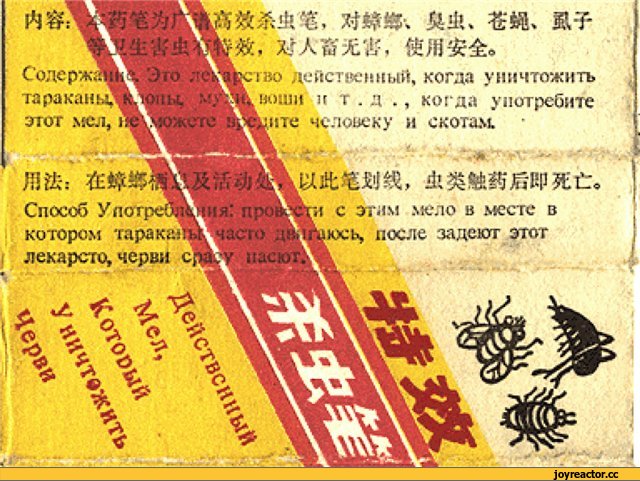 内容：本药笔为广谱高效杀虫笔，对蟑螂、臭虫、苍蝇、虱子
等卫生害虫有特效，对人畜无害，使用安全。
Содержание. Это лекарство действенный, когда уничтожить
тараканы, клопы, мухи, воши и т . д . , когда употребите
этот мел, не можете вредите человеку и скотам.
用法：在蟑螂栖息及活动处，以此笔划线，虫类触药后即死亡。
Способ Употребления: провести с этим мело в месте в
котором тараканы часто двигаюсь, после задеют этот
лекарсто, черви сразу пасют.
Действенный
Мел,
Который
Уничтожить
Черви
特效
杀虫笔
joyreactor.cc